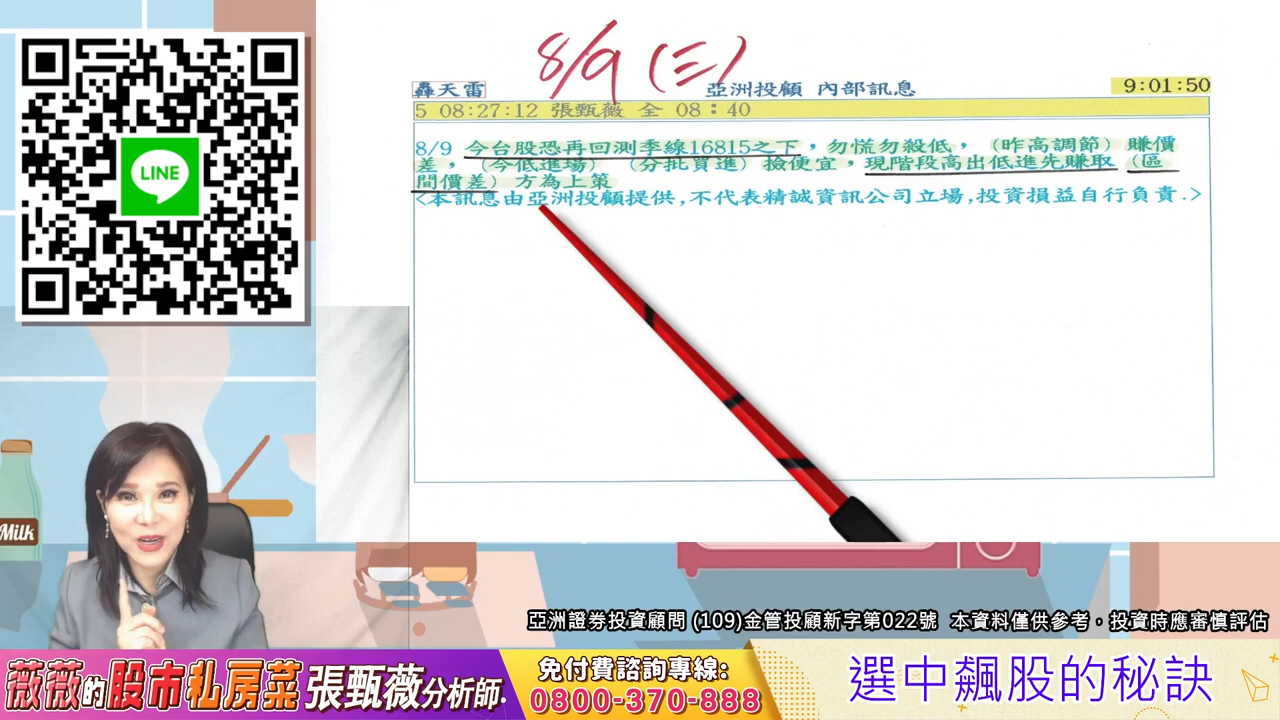 8/9 (三)
轟天雷 亞洲投顧 內部訊息 9:01:50
5 08:27:12 張甄薇 全 08:40
8/9 今台股恐再回測季線16815之下，勿慌勿殺低，（昨高調節）賺價
差，（今低進場）（分批買進）撿便宜，現階段高出低進先賺取（區
間價差）方為上策
<本訊息由亞洲投顧提供,不代表精誠資訊公司立場,投資損益自行負責.>
LINE
Milk
亞洲證券投資顧問 (109)金管投顧新字第022號 本資料僅供參考，投資時應審慎評估
薇薇的股市私房菜 張甄薇分析師.
免付費諮詢專線:
0800-370-888
選中飆股的秘訣